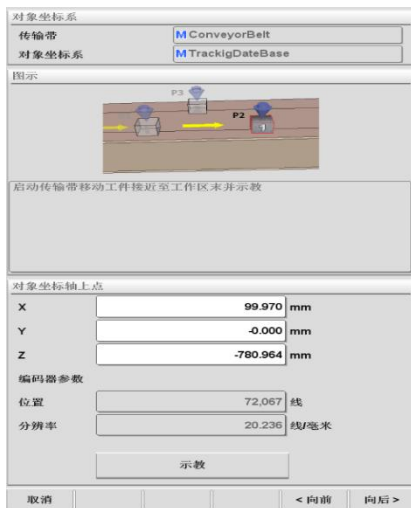 对象坐标系
传输带 M ConveyorBelt
对象坐标系 M TrackigDateBase
图示
P3
P2
1
启动传输带移动工件接近至工作区末并示教
对象坐标轴上点
X 99.970 mm
Y -0.000 mm
Z -780.964 mm
编码器参数
位置 72,067 线
分辨率 20.236 线/毫米
示教
取消 < 向前 向后 >